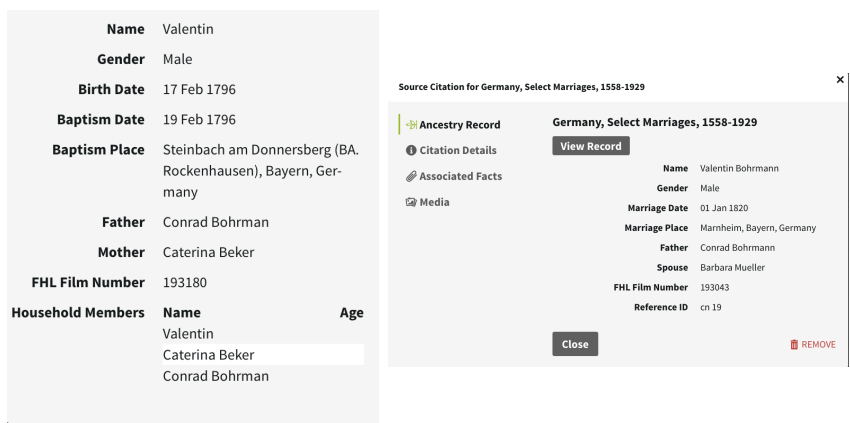 Name Valentin
Gender Male
Birth Date 17 Feb 1796
Baptism Date 19 Feb 1796
Baptism Place Steinbach am Donnersberg (BA.
Rockenhausen), Bayern, Ger-
many
Father Conrad Bohrman
Mother Caterina Beker
FHL Film Number 193180
Household Members Name Age
Valentin
Caterina Beker
Conrad Bohrman
Source Citation for Germany, Select Marriages, 1558-1929
Ancestry Record
Citation Details
Associated Facts
Media
Germany, Select Marriages, 1558-1929
View Record
Name Valentin Bohrmann
Gender Male
Marriage Date 01 Jan 1820
Marriage Place Marnheim, Bayern, Germany
Father Conrad Bohrmann
Spouse Barbara Mueller
FHL Film Number 193043
Reference ID cn 19
Close
REMOVE